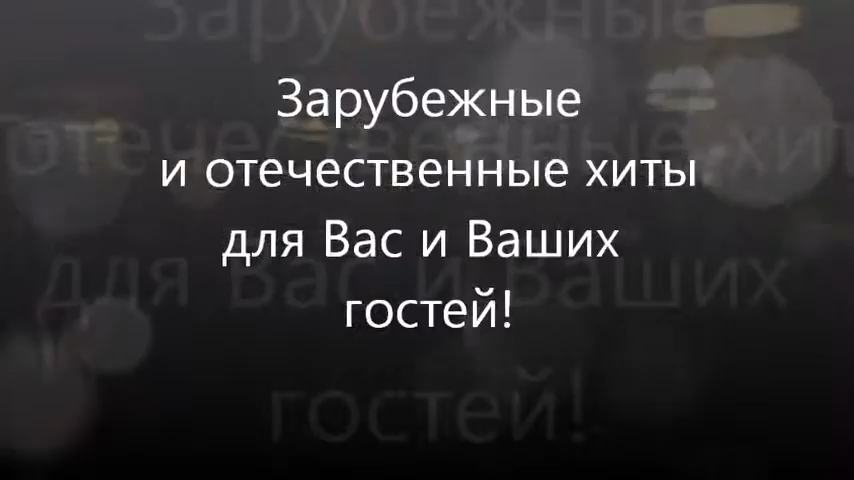 Зарубежные
и отечественные хиты
для Вас и Ваших
гостей!